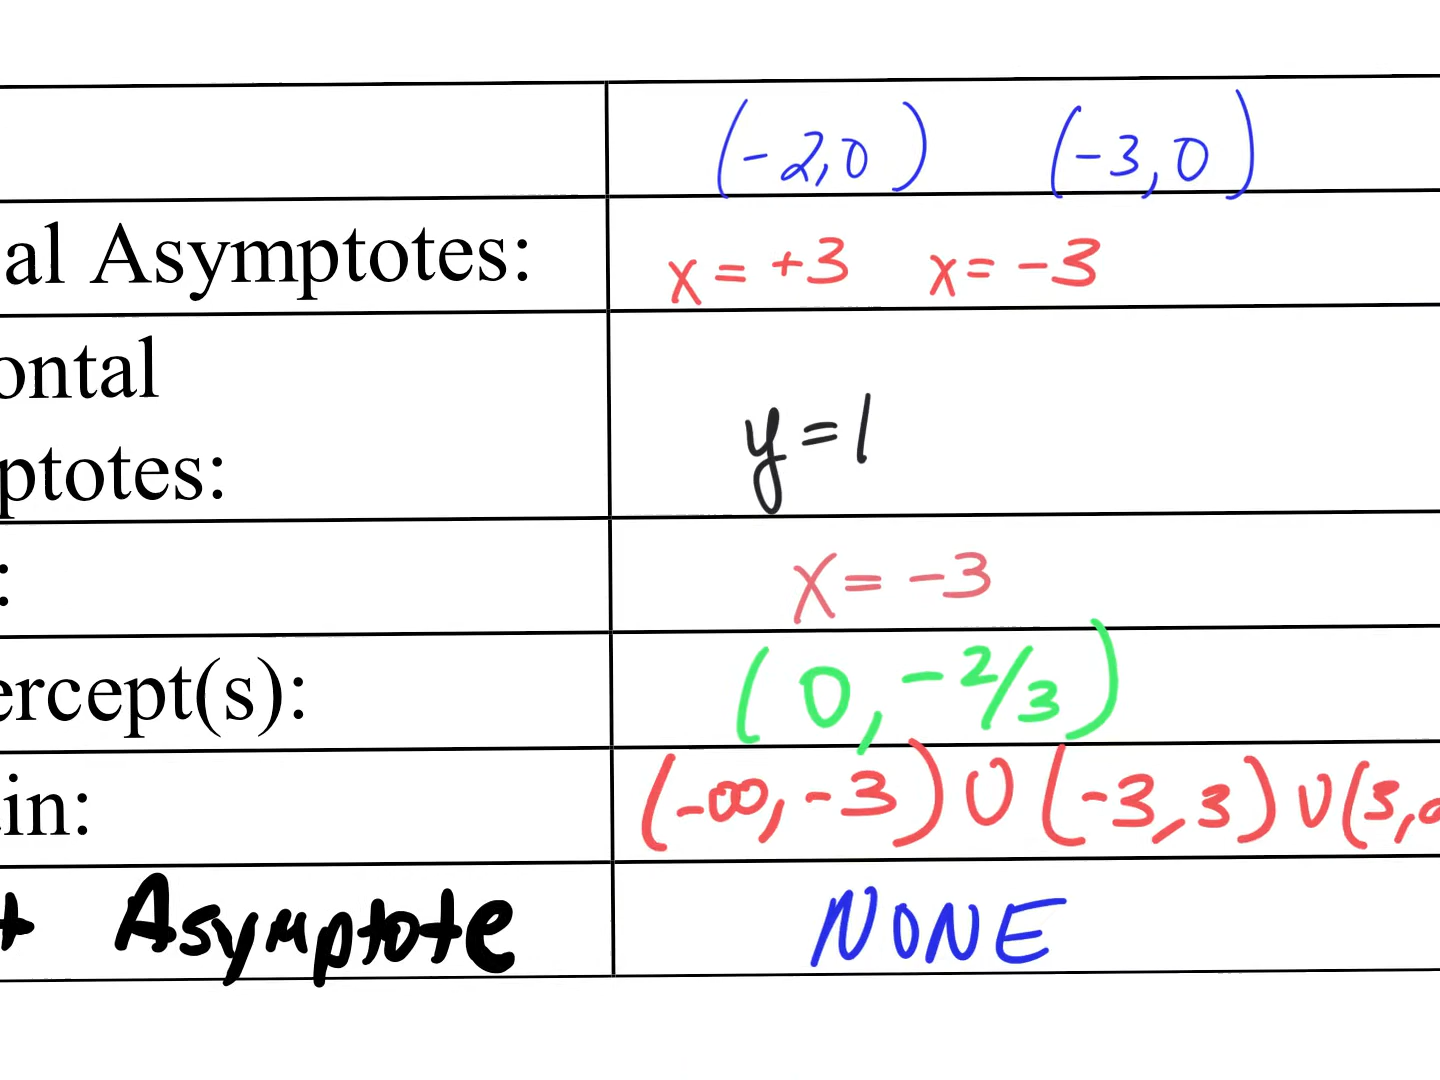 (-2,0) (-3,0)
al Asymptotes: x = +3 x = -3
ontal
ptotes: y = 1
: x = -3
ercept(s): (0, -2/3)
in: (-∞, -3) ∪ (-3, 3) ∪ (3,
+ Asymptote NONE